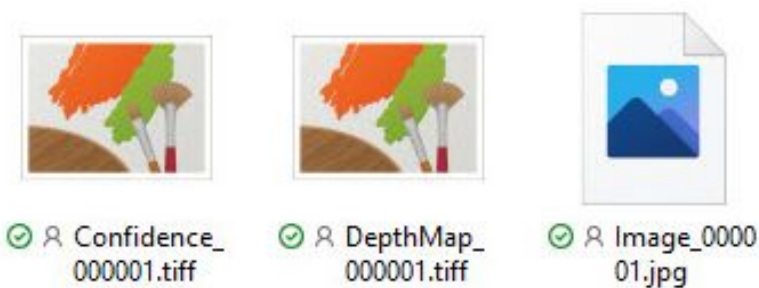 Confidence_
000001.tiff
DepthMap_
000001.tiff
Image_0000
01.jpg